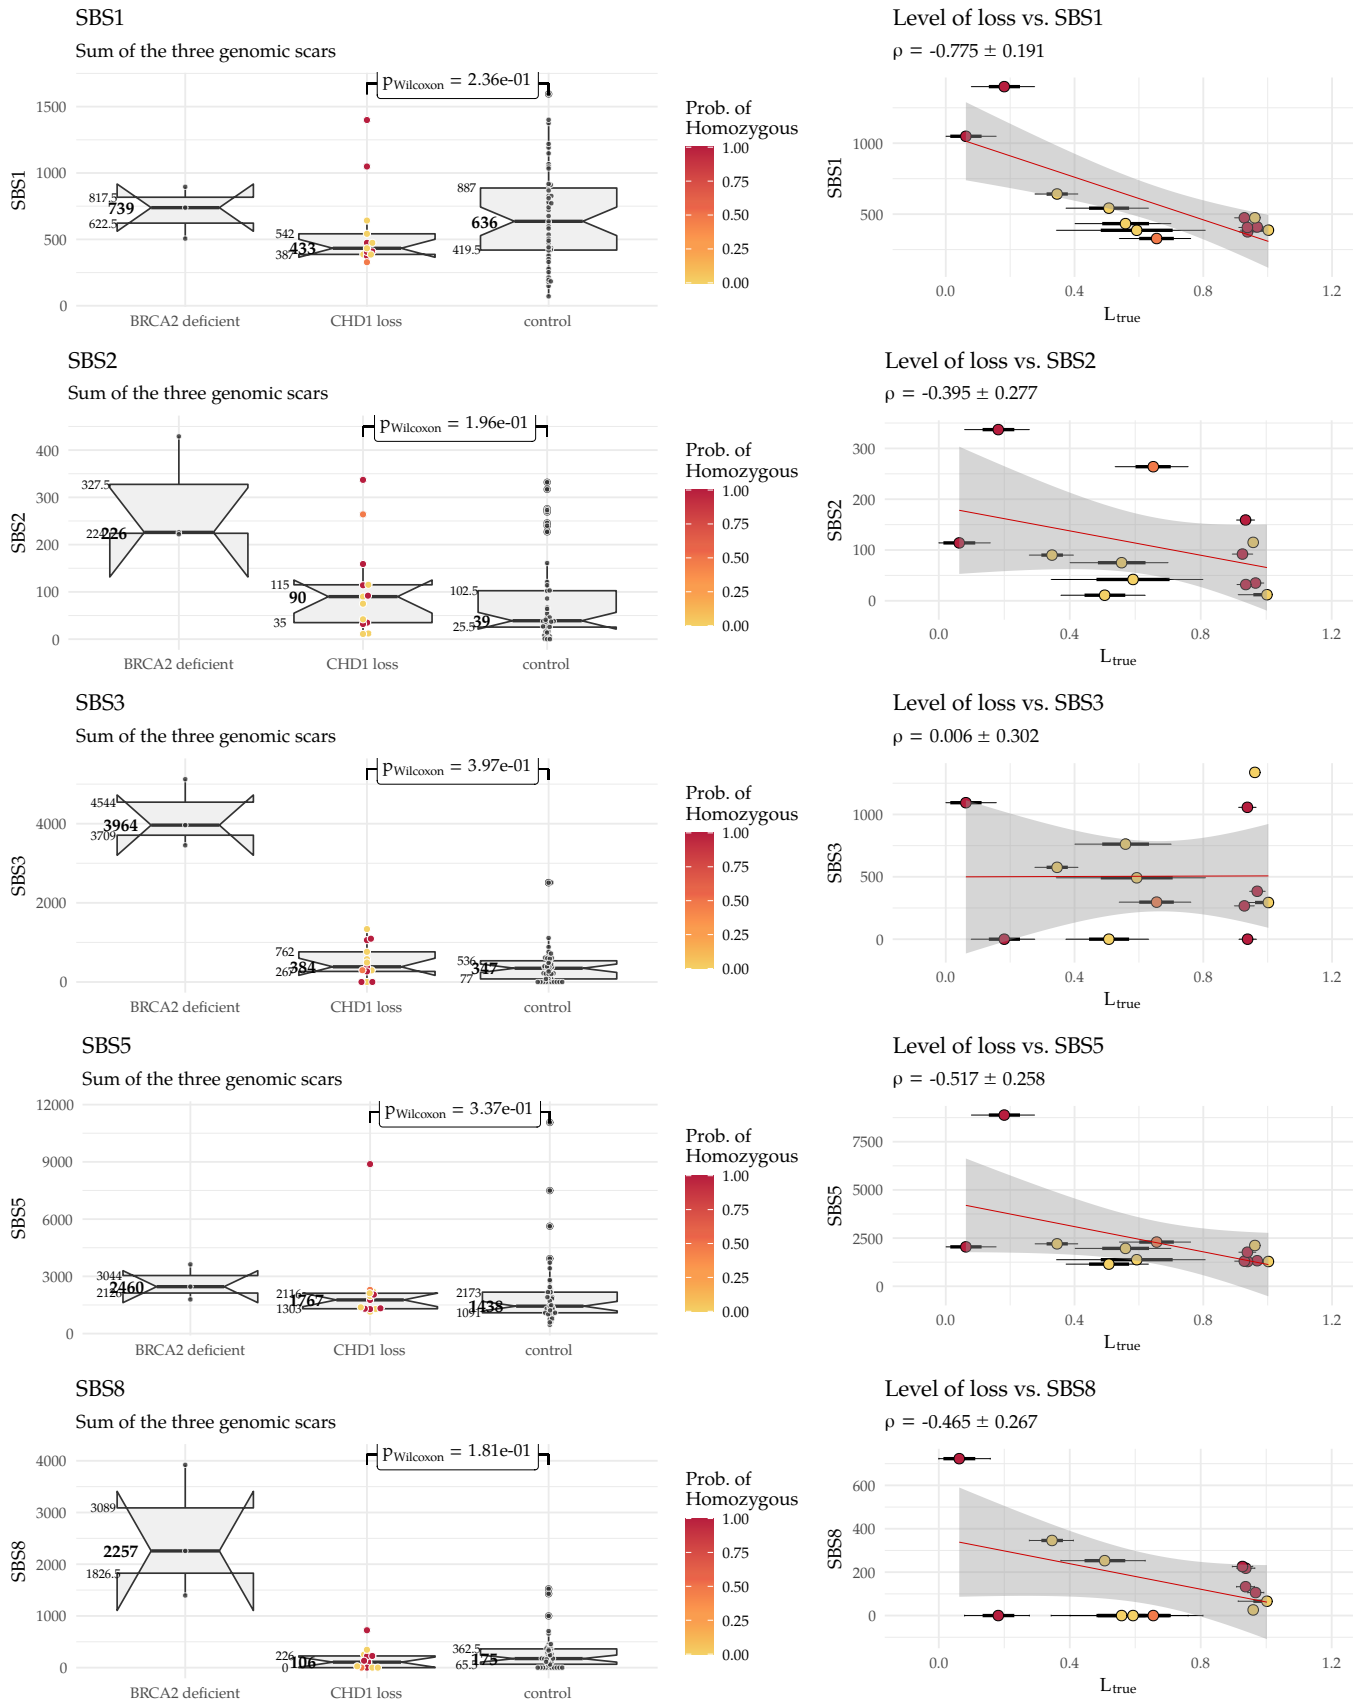 SBS1
Sum of the three genomic scars
pWilcoxon = 2.36e-01
SBS1
1500
1000
500
0
817.5
739
622.5
542
433
387
887
636
419.5
BRCA2 deficient
CHD1 loss
control
Prob. of
Homozygous
1.00
0.75
0.50
0.25
0.00
Level of loss vs. SBS1
ρ = -0.775 ± 0.191
SBS1
1000
500
0.0
0.4
0.8
1.2
Ltrue
SBS2
Sum of the three genomic scars
pWilcoxon = 1.96e-01
SBS2
400
300
200
100
0
327.5
226
115
90
35
102.5
39
25.5
BRCA2 deficient
CHD1 loss
control
Prob. of
Homozygous
1.00
0.75
0.50
0.25
0.00
Level of loss vs. SBS2
ρ = -0.395 ± 0.277
SBS2
300
200
100
0
0.0
0.4
0.8
1.2
Ltrue
SBS3
Sum of the three genomic scars
pWilcoxon = 3.97e-01
SBS3
4000
2000
0
4544
3964
3709
762
384
267
536
347
77
BRCA2 deficient
CHD1 loss
control
Prob. of
Homozygous
1.00
0.75
0.50
0.25
0.00
Level of loss vs. SBS3
ρ = 0.006 ± 0.302
SBS3
1000
500
0
0.0
0.4
0.8
1.2
Ltrue
SBS5
Sum of the three genomic scars
pWilcoxon = 3.37e-01
SBS5
12000
9000
6000
3000
0
3044
2460
2120
2116
1767
1303
2173
1438
1091
BRCA2 deficient
CHD1 loss
control
Prob. of
Homozygous
1.00
0.75
0.50
0.25
0.00
Level of loss vs. SBS5
ρ = -0.517 ± 0.258
SBS5
7500
5000
2500
0
0.0
0.4
0.8
1.2
Ltrue
SBS8
Sum of the three genomic scars
pWilcoxon = 1.81e-01
SBS8
4000
3000
2000
1000
0
3089
2257
1826.5
226
106
0
362.5
175
65.5
BRCA2 deficient
CHD1 loss
control
Prob. of
Homozygous
1.00
0.75
0.50
0.25
0.00
Level of loss vs. SBS8
ρ = -0.465 ± 0.267
SBS8
600
400
200
0
0.0
0.4
0.8
1.2
Ltrue